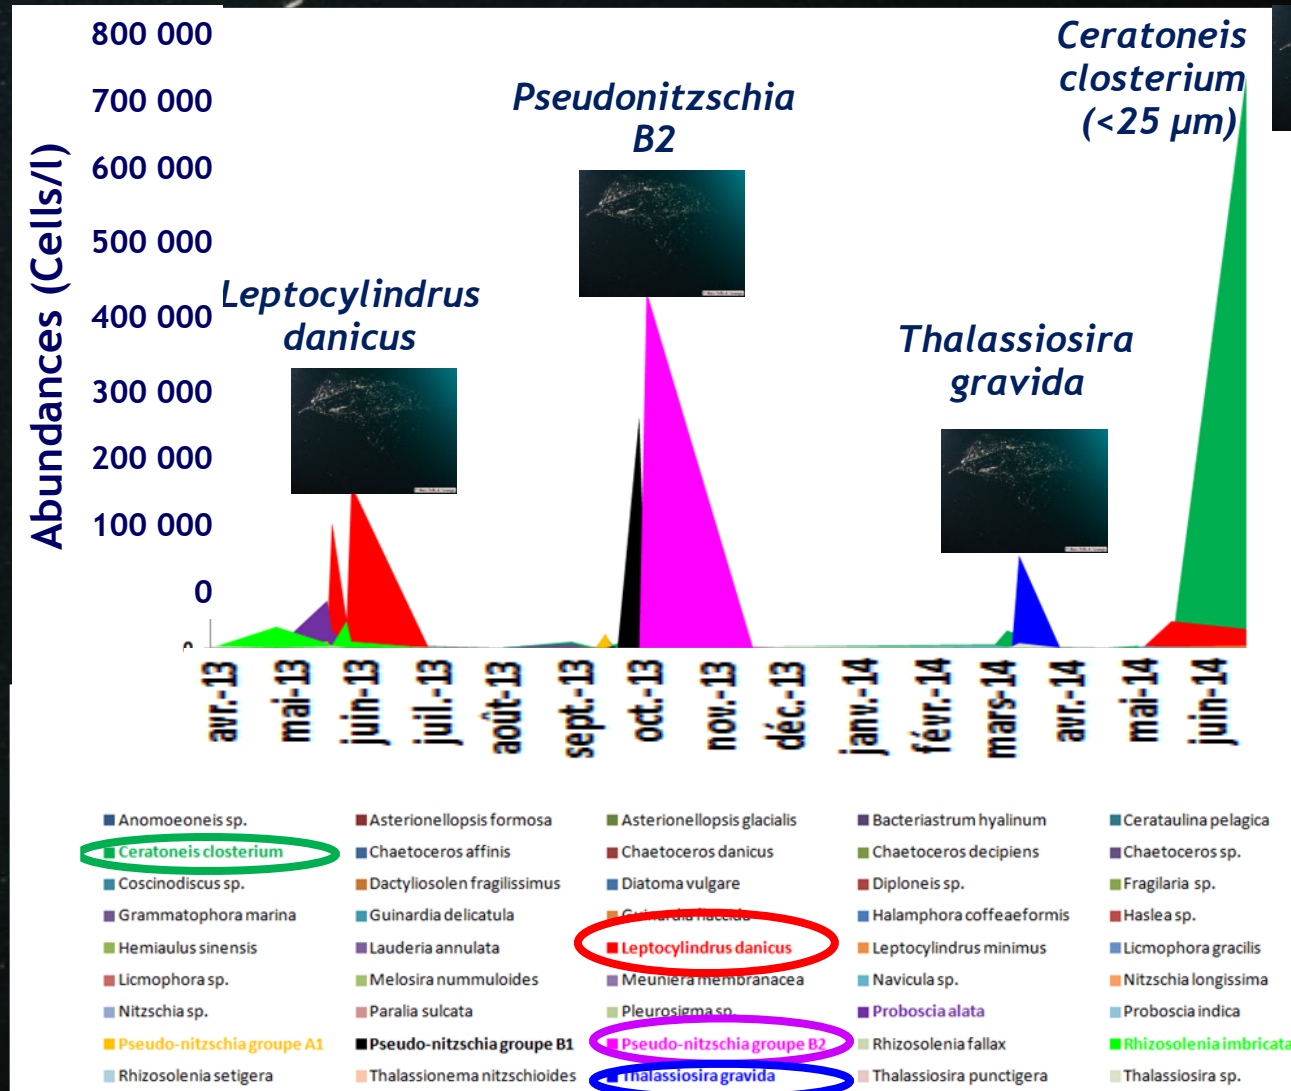 800 000
700 000
600 000
500 000
400 000
300 000
200 000
100 000
0
Abundances (Cells/l)
Leptocylindrus
danicus
Pseudonitzschia
B2
Thalassiosira
gravida
Ceratoneis
closterium
(<25 µm)
avr.-13
mai-13
juin-13
juil.-13
août-13
sept.-13
oct.-13
nov.-13
déc.-13
janv.-14
févr.-14
mars-14
avr.-14
mai-14
juin-14
Anomoeoneis sp. Asterionellopsis formosa Asterionellopsis glacialis Bacteriastrum hyalinum Cerataulina pelagica
Ceratoneis closterium Chaetoceros affinis Chaetoceros danicus Chaetoceros decipiens Chaetoceros sp.
Coscinodiscus sp. Dactyliosolen fragilissimus Diatoma vulgare Diploneis sp. Fragilaria sp.
Grammatophora marina Guinardia delicatula Guinardia flaccida Halamphora coffeaeformis Haslea sp.
Hemiaulus sinensis Lauderia annulata Leptocylindrus danicus Leptocylindrus minimus Licmophora gracilis
Licmophora sp. Melosira nummuloides Meuniera membranacea Navicula sp. Nitzschia longissima
Nitzschia sp. Paralia sulcata Pleurosigma sp. Proboscia alata Proboscia indica
Pseudo-nitzschia groupe A1 Pseudo-nitzschia groupe B1 Pseudo-nitzschia groupe B2 Rhizosolenia fallax Rhizosolenia imbricata
Rhizosolenia setigera Thalassionema nitzschioides Thalassiosira gravida Thalassiosira punctigera Thalassiosira sp.